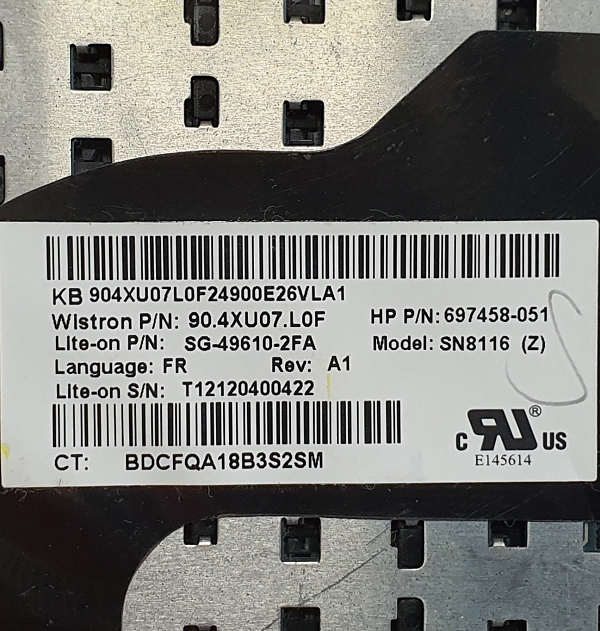 KB 904XU07L0F24900E26VLA1
Wistron P/N: 90.4XU07.L0F HP P/N: 697458-051
Lite-on P/N: SG-49610-2FA Model: SN8116 (Z)
Language: FR Rev: A1
Lite-on S/N: T12120400422
CT: BDCFQA18B3S2SM
c RU ® US
E145614